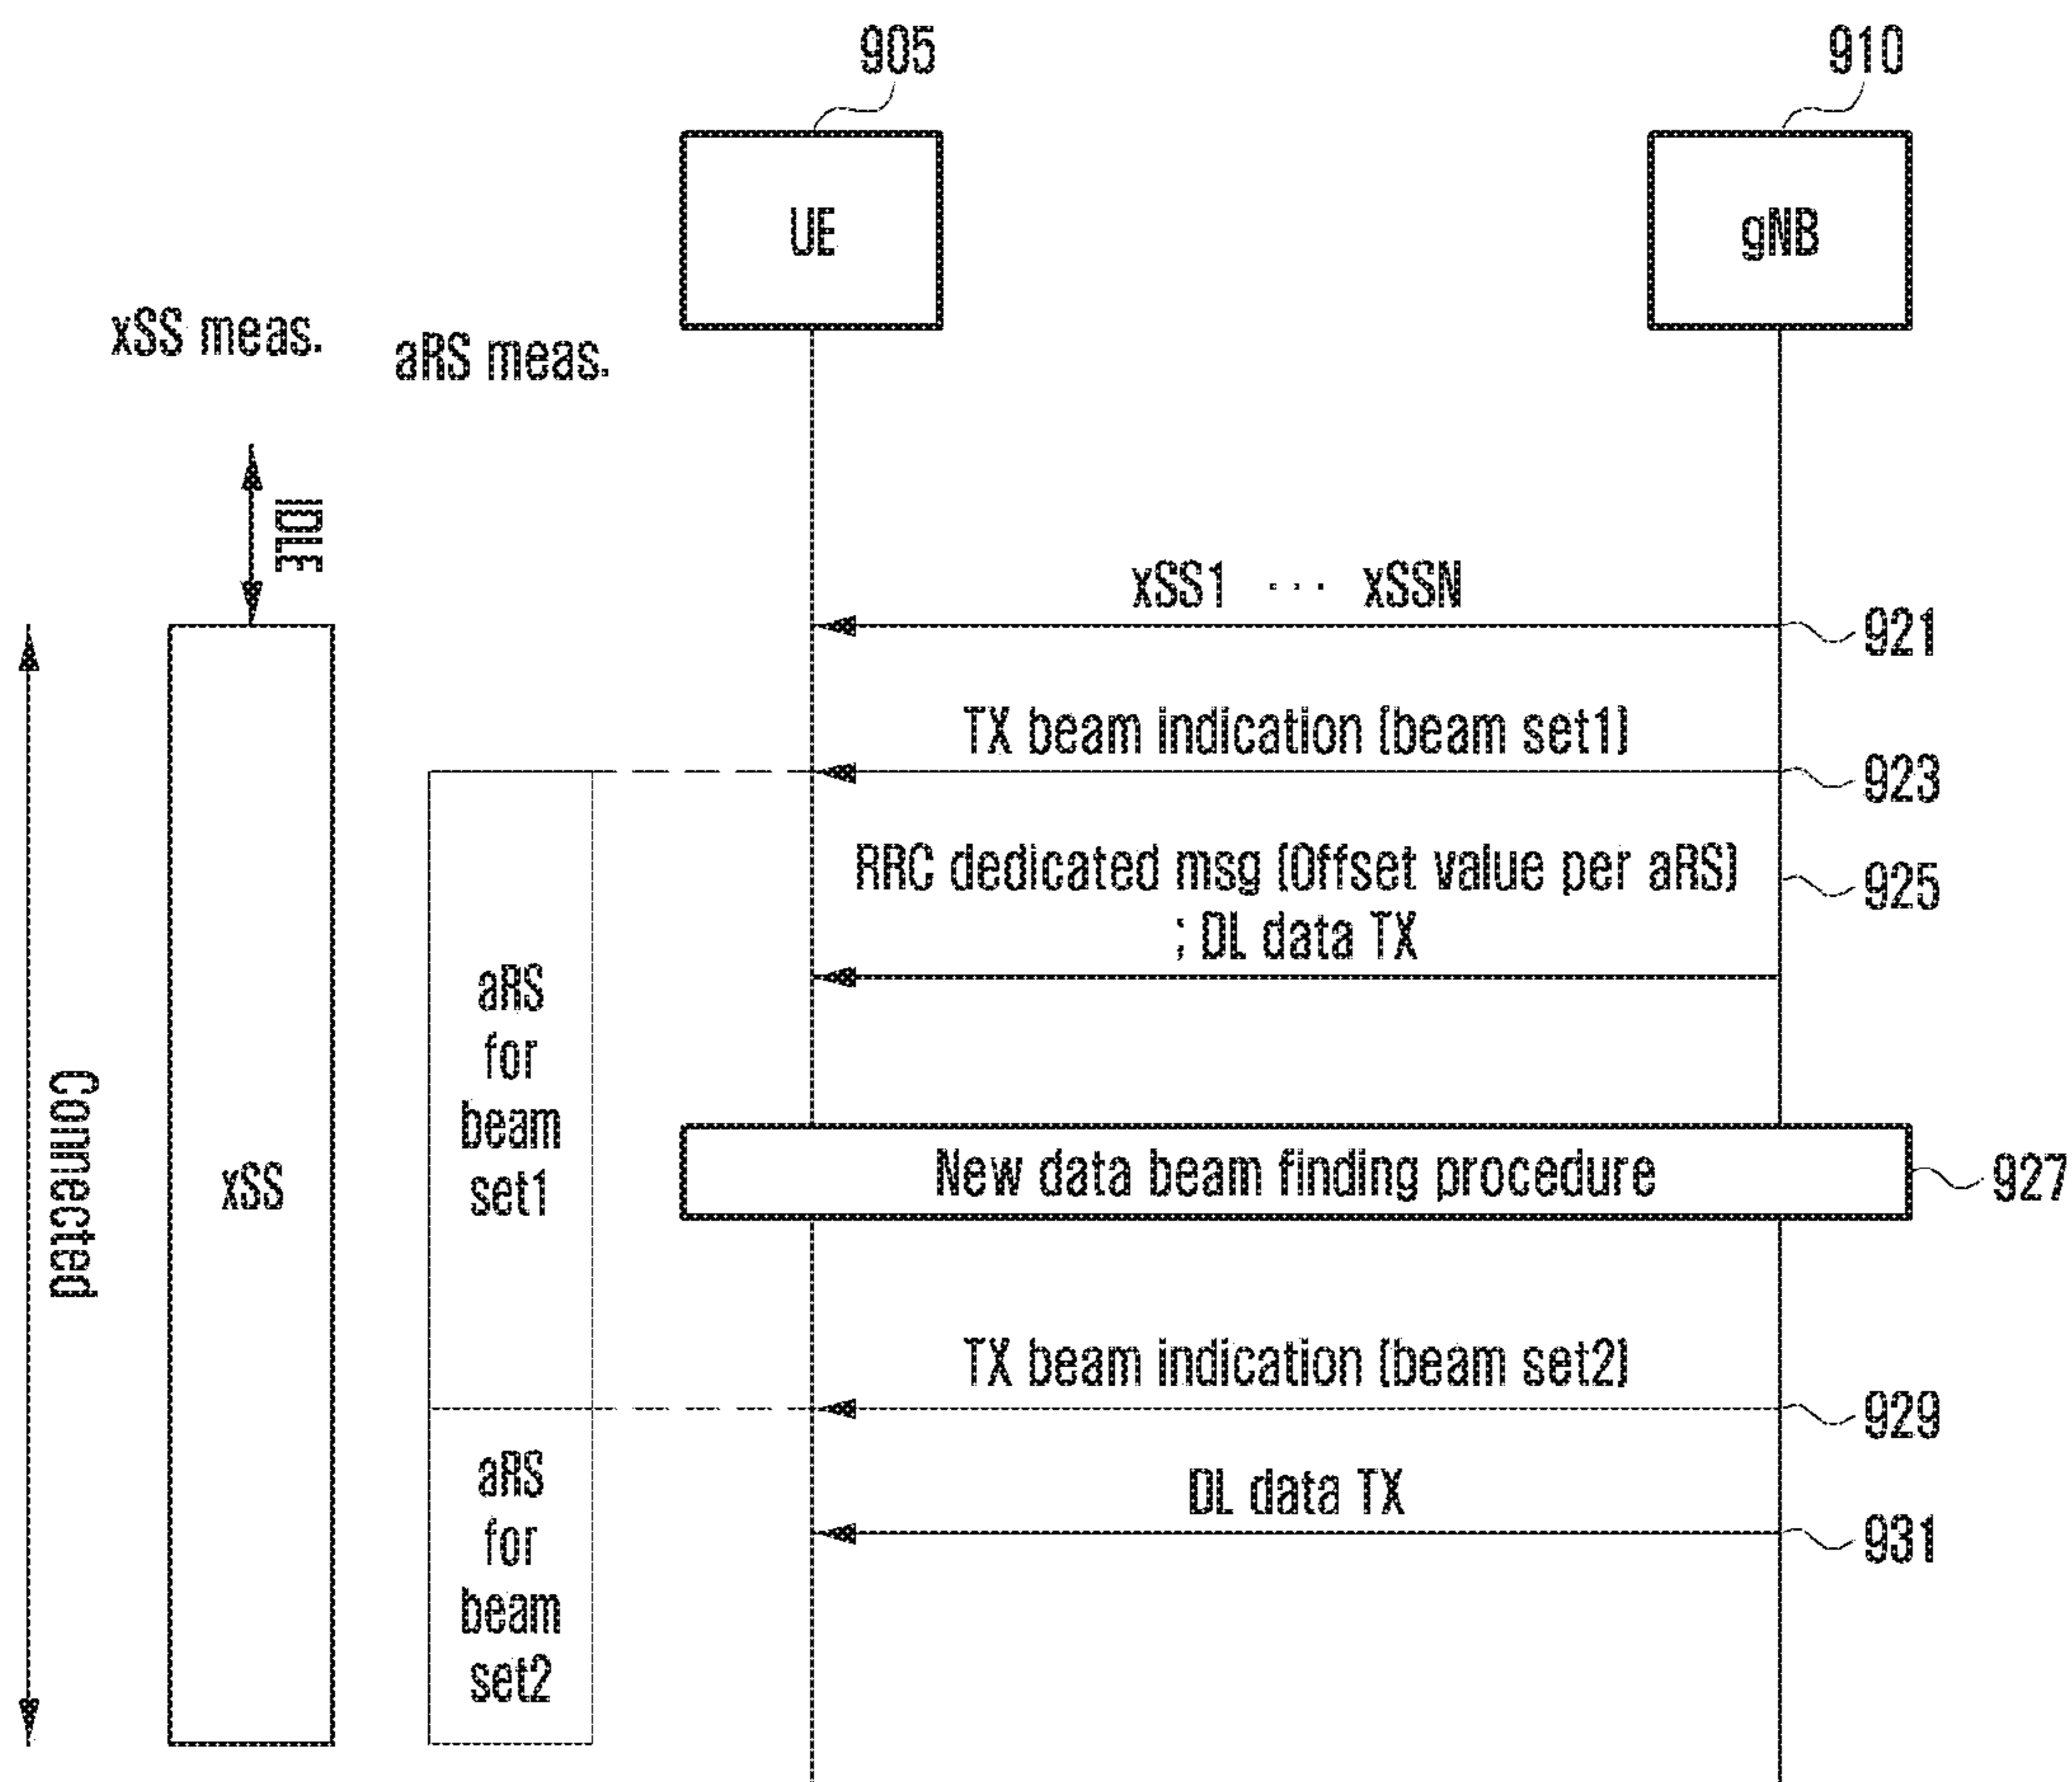 905
910
UE
gNB
xSS meas.
aRS meas.
IDLE
xSS1 ··· xSSN
921
TX beam indication (beam set1)
923
RRC dedicated msg (Offset value per aRS)
; DL data TX
925
aRS
for
beam
set1
Connected
xSS
New data beam finding procedure
927
TX beam indication (beam set2)
929
aRS
for
beam
set2
DL data TX
931